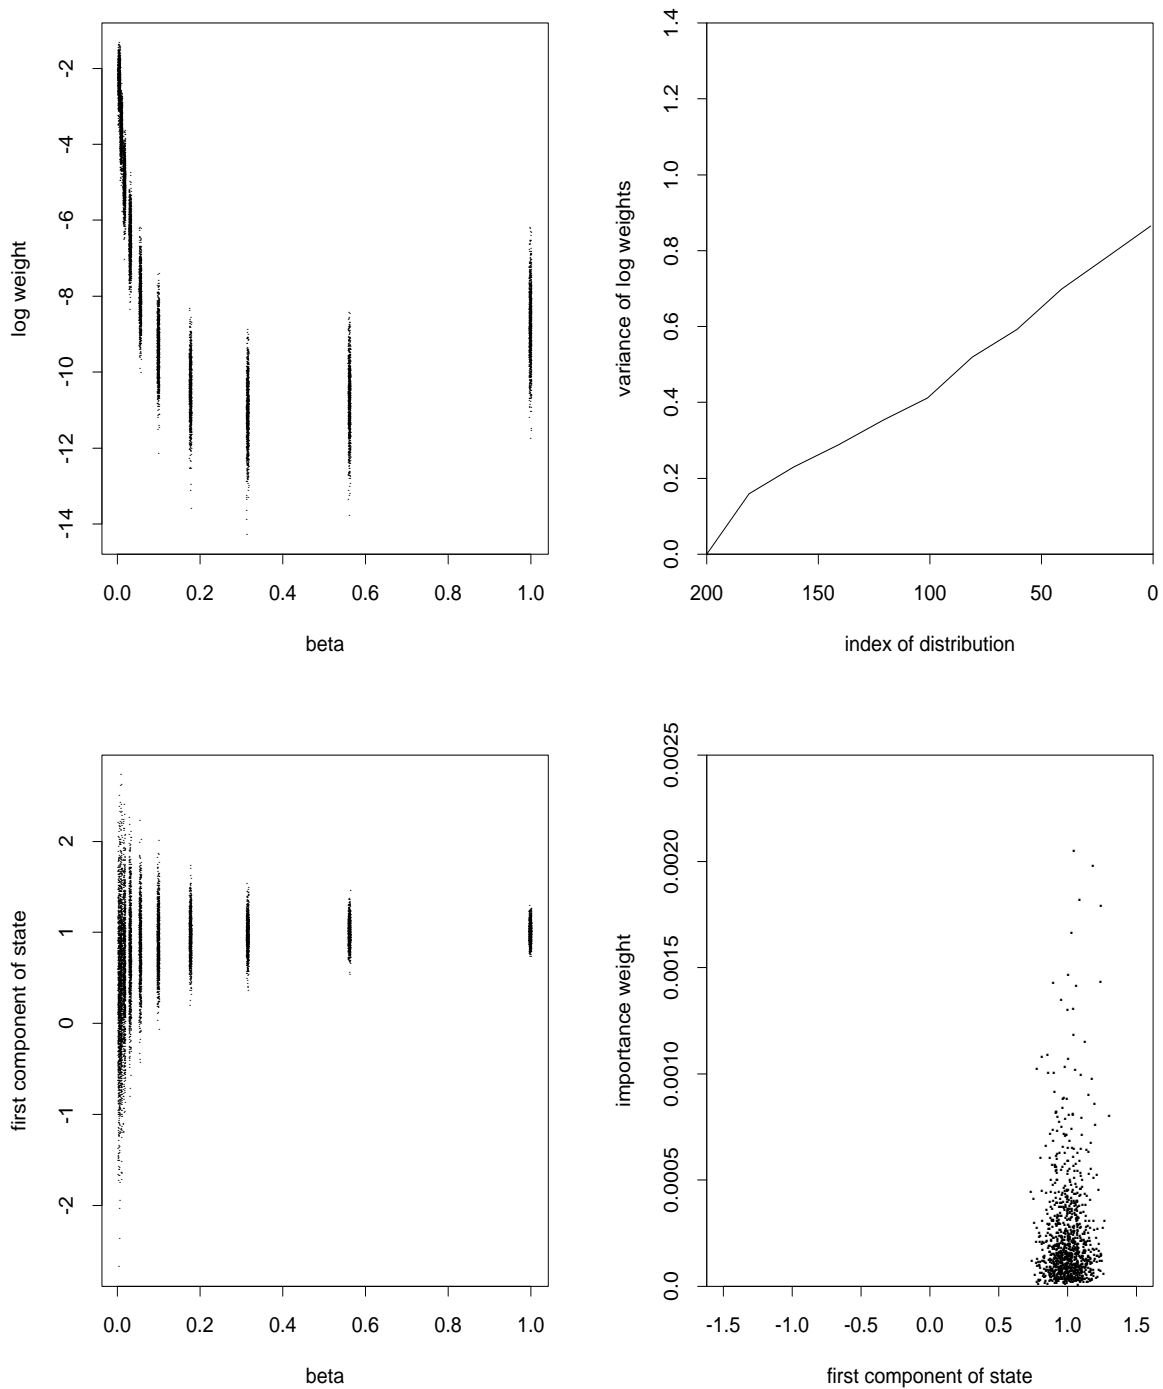 log weight
-2
-4
-6
-8
-10
-12
-14
0.0 0.2 0.4 0.6 0.8 1.0
beta
variance of log weights
1.4
1.2
1.0
0.8
0.6
0.4
0.2
0.0
200 150 100 50 0
index of distribution
first component of state
2
1
0
-1
-2
0.0 0.2 0.4 0.6 0.8 1.0
beta
importance weight
0.0025
0.0020
0.0015
0.0010
0.0005
0.0
-1.5 -1.0 -0.5 0.0 0.5 1.0 1.5
first component of state